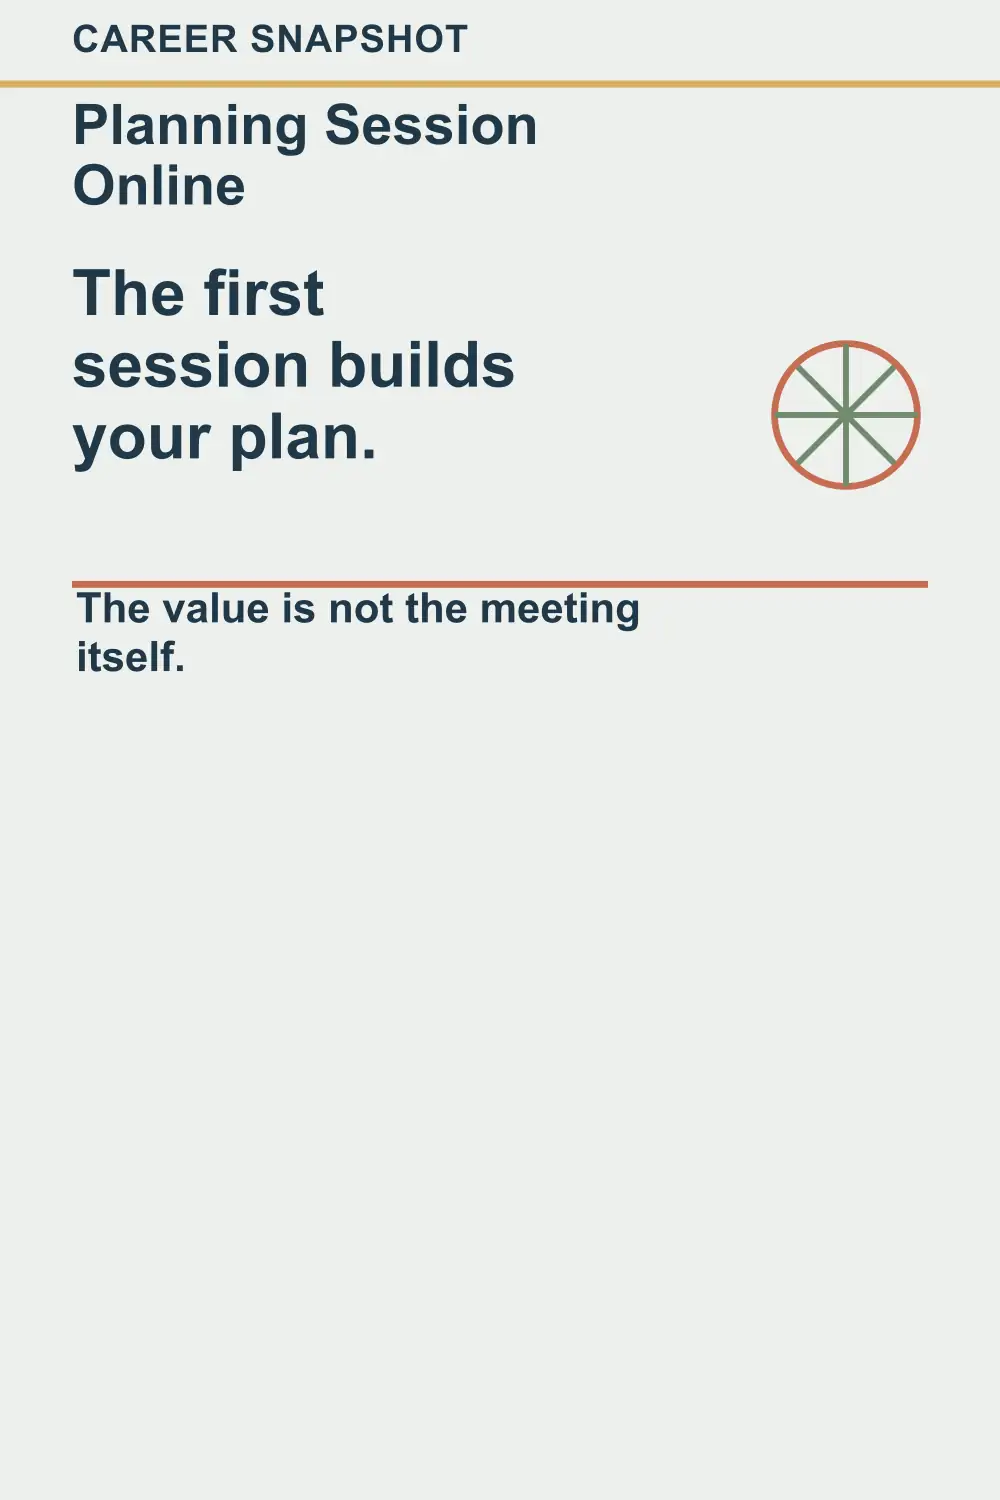 CAREER SNAPSHOT
Planning Session
Online
The first
session builds
your plan.
The value is not the meeting
itself.